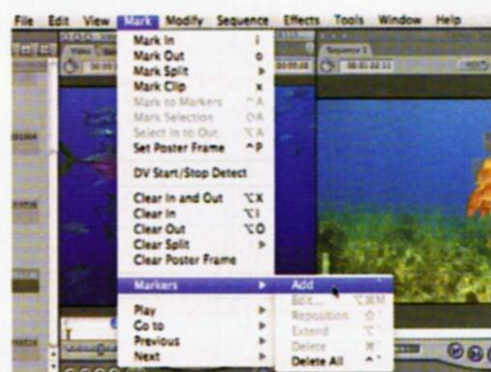 File Edit View Mark Modify Sequence Effects Tools Window Help
Mark In i
Mark Out o
Mark Split
Mark Clip x
Mark to Markers ^A
Mark Selection ⇧A
Select In to Out ⌥A
Set Poster Frame ^P
DV Start/Stop Detect
Clear In and Out ⌥X
Clear In ⌥I
Clear Out ⌥O
Clear Split
Clear Poster Frame
Markers
Play
Go to
Previous
Next
Add `
Edit... ⌥⌘M
Reposition ⇧`
Extend ⌥`
Delete ⌘`
Delete All ^`
Video
Sequence 1